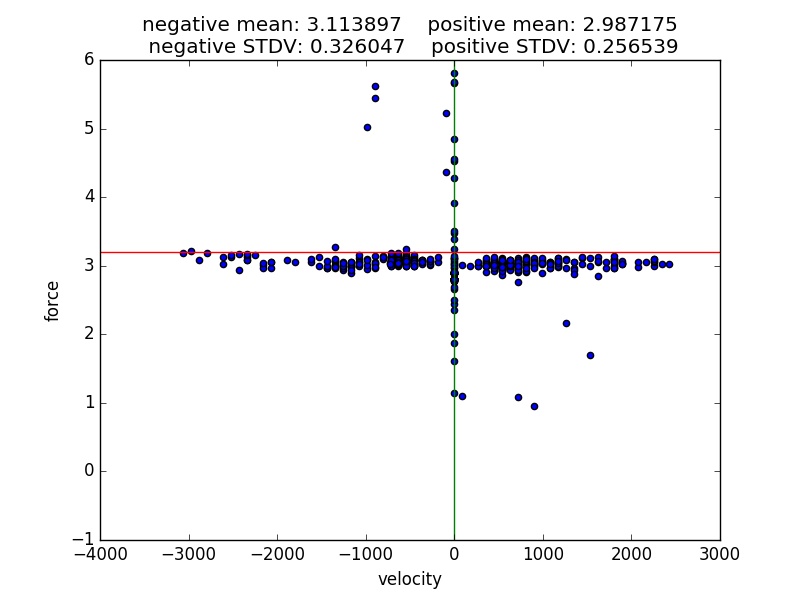 negative mean: 3.113897    positive mean: 2.987175
negative STDV: 0.326047    positive STDV: 0.256539
6
5
4
3
2
1
0
−1
force
−4000 −3000 −2000 −1000 0 1000 2000 3000
velocity